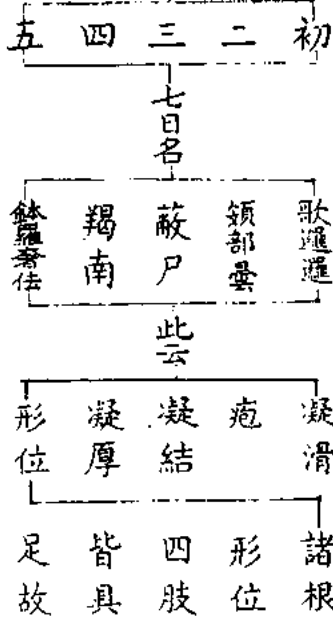 初
二
三
四
五
七日名
歌邏邏
頞部曇
蔽尸
羯南
鉢羅奢佉
此云
凝滑
疱
凝結
凝厚
形位
諸根
形位
四肢
皆具
足故